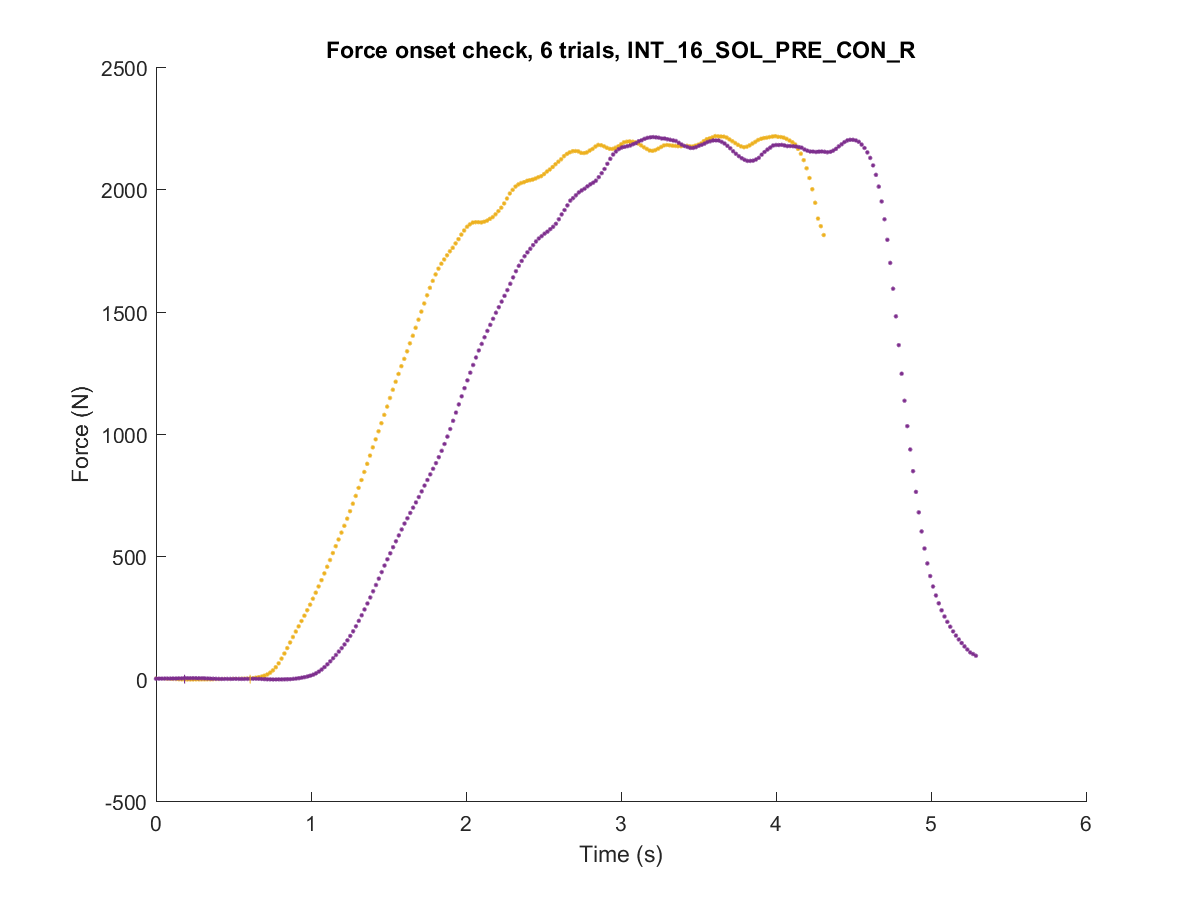 Force onset check, 6 trials, INT_16_SOL_PRE_CON_R
2500
2000
1500
1000
500
0
-500
Force (N)
0 1 2 3 4 5 6
Time (s)